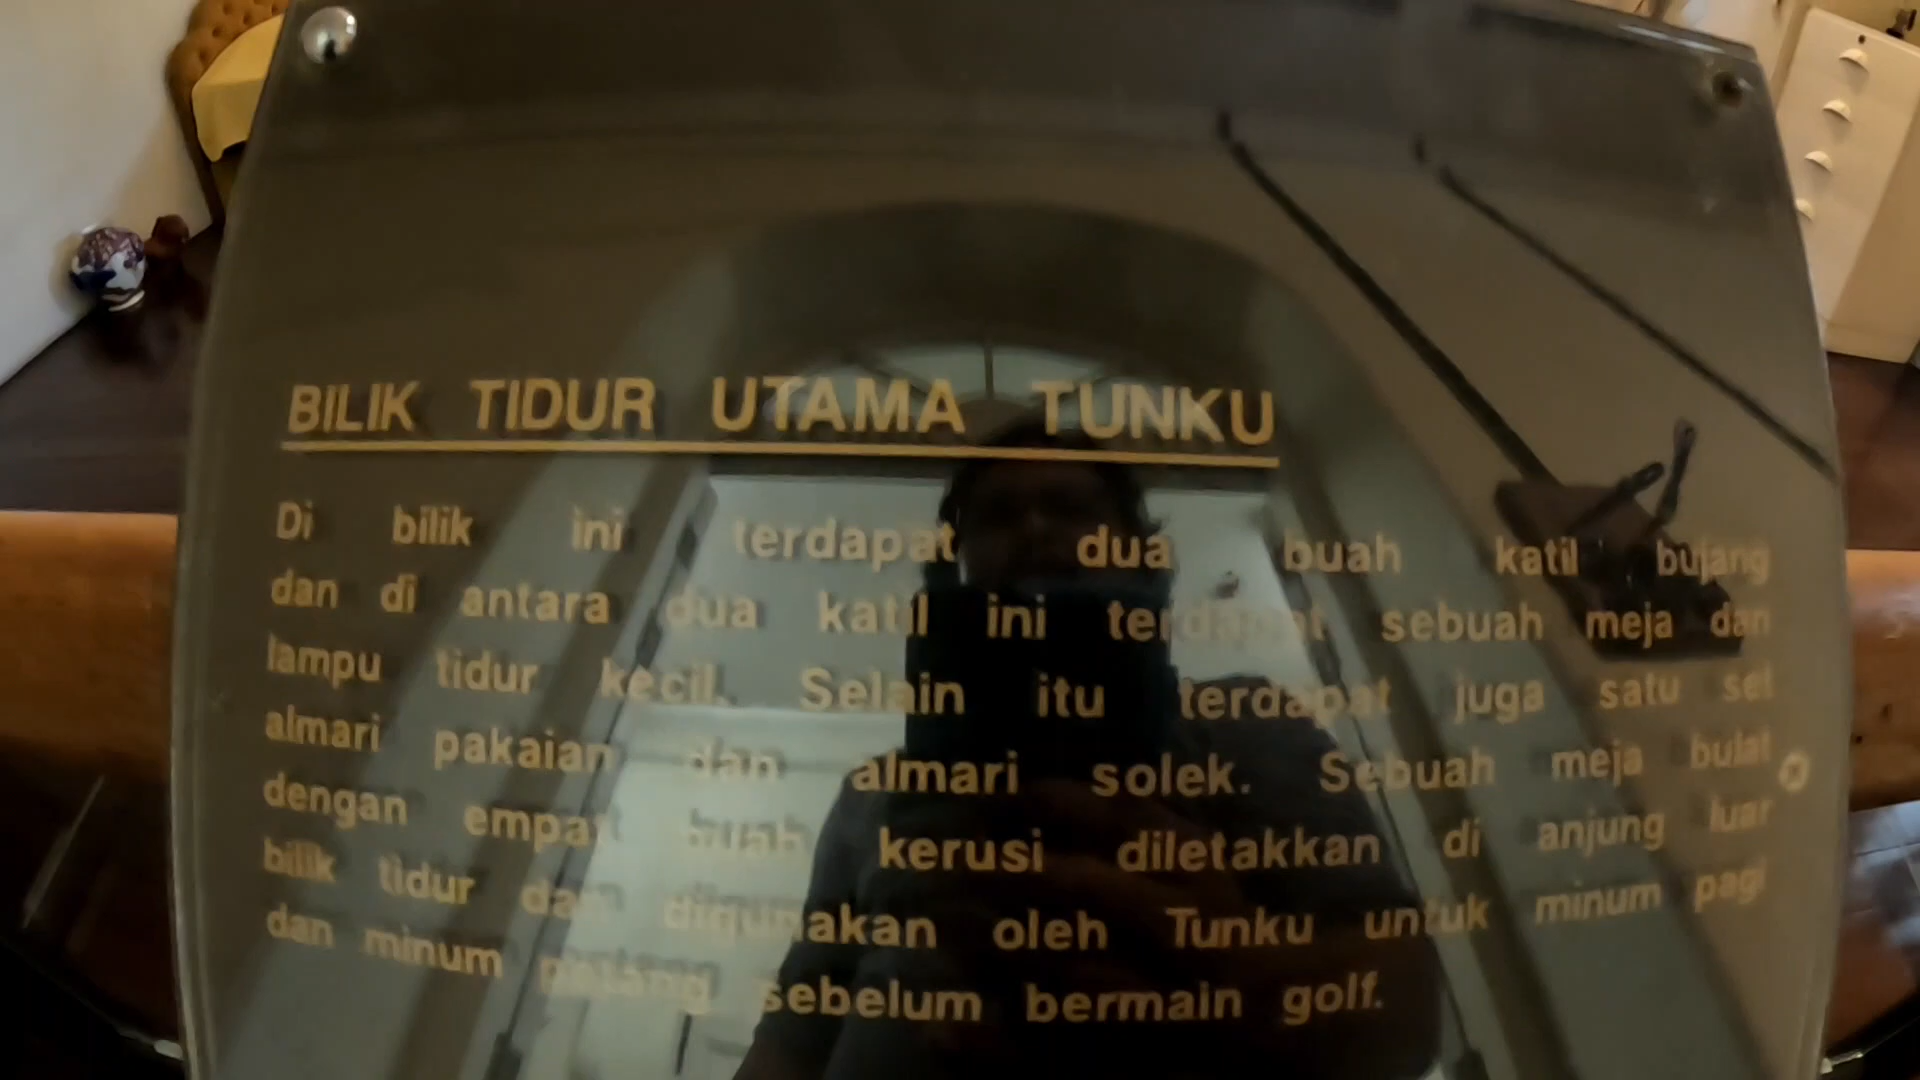 BILIK TIDUR UTAMA TUNKU
Di bilik ini terdapat dua buah katil bujang
dan di antara dua katil ini terdapat sebuah meja dan
lampu tidur kecil. Selain itu terdapat juga satu set
almari pakaian dan almari solek. Sebuah meja bulat
dengan empat buah kerusi diletakkan di anjung luar
bilik tidur dan digunakan oleh Tunku untuk minum pagi
dan minum petang sebelum bermain golf.